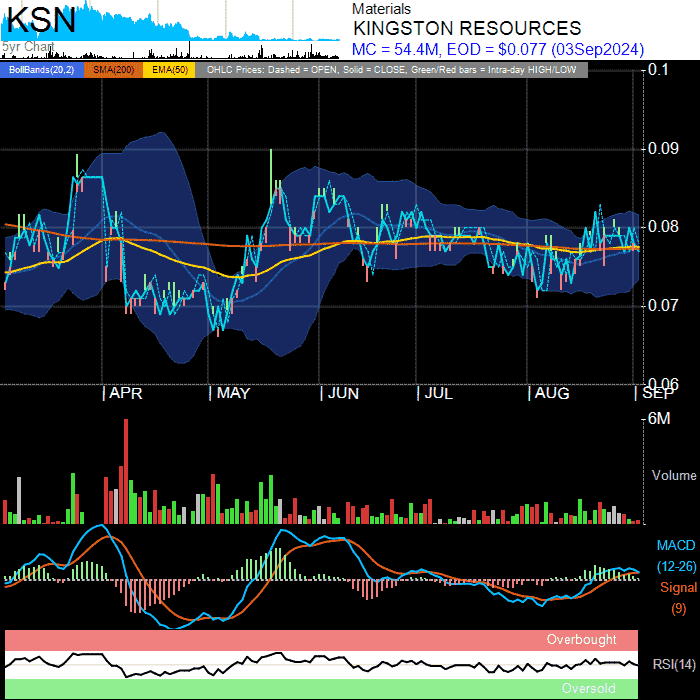 KSN
5yr Chart
Materials
KINGSTON RESOURCES
MC = 54.4M, EOD = $0.077 (03Sep2024)
BollBands(20,2) SMA(200) EMA(50) OHLC Prices: Dashed = OPEN, Solid = CLOSE, Green/Red bars = Intra-day HIGH/LOW
0.1
0.09
0.08
0.07
0.06
APR MAY JUN JUL AUG SEP
6M
Volume
MACD
(12-26)
Signal
(9)
Overbought
RSI(14)
Oversold